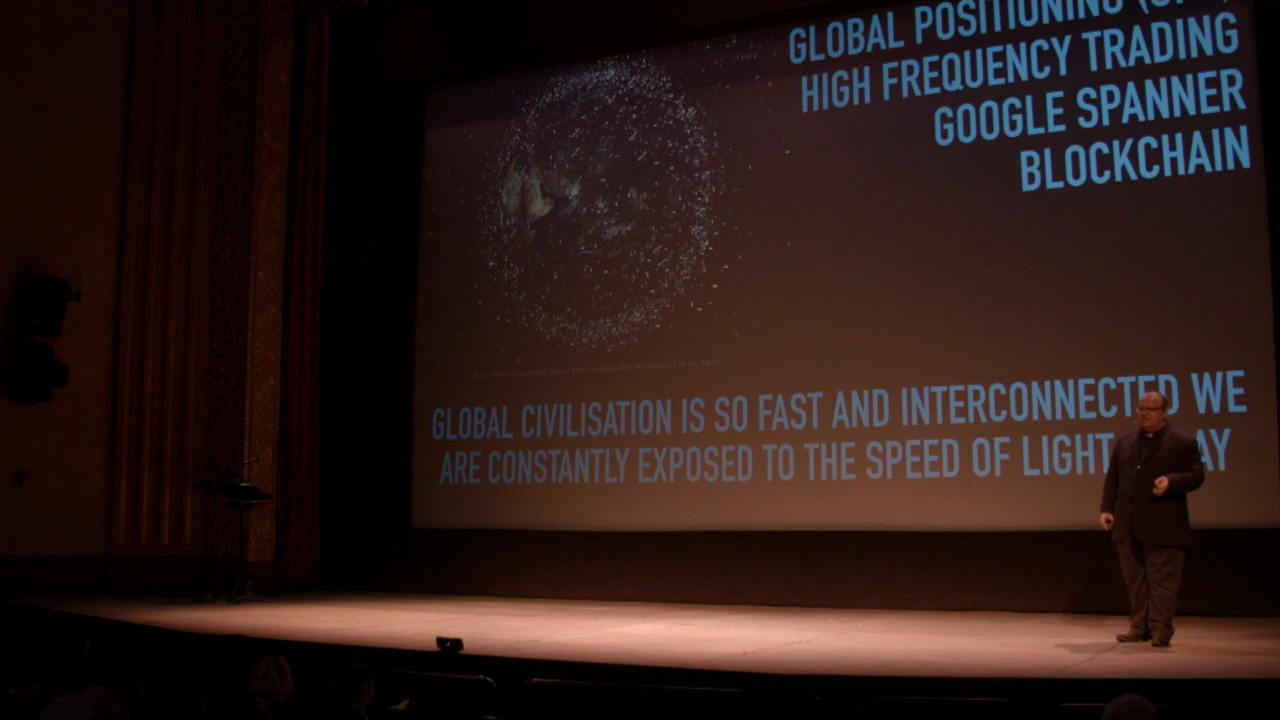 GLOBAL POSITIONING
HIGH FREQUENCY TRADING
GOOGLE SPANNER
BLOCKCHAIN
GLOBAL CIVILISATION IS SO FAST AND INTERCONNECTED WE
ARE CONSTANTLY EXPOSED TO THE SPEED OF LIGHT